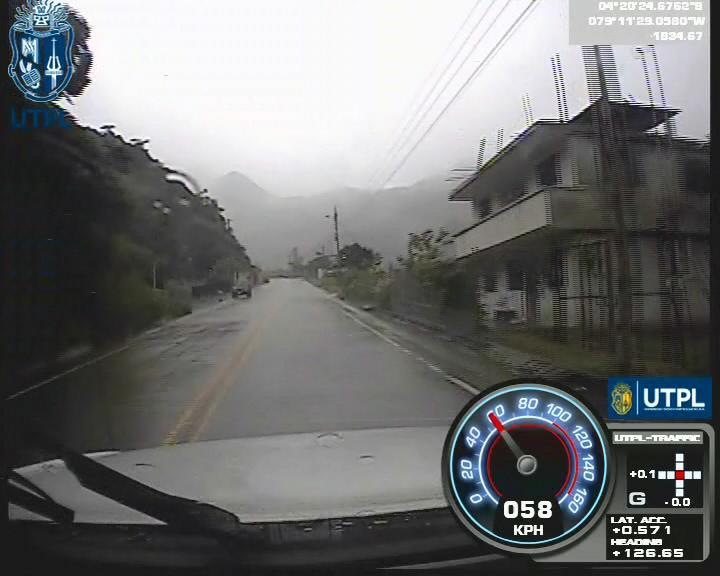 04°20'24.6762"S
079°11'29.0580"W
-1834.67
UTPL
UTPL
UTPL-TRAFFIC
0
20
40
60
80
100
120
140
160
058
KPH
+0.1
G
-0.0
LAT. ACC.
+0.571
HEADING
+126.65